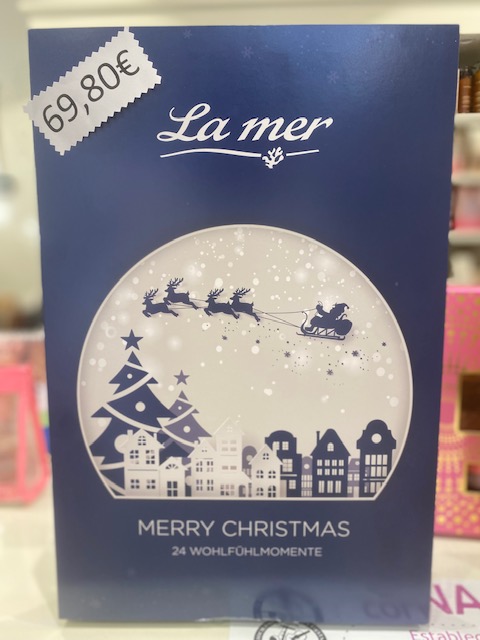 69,80€
La mer
MERRY CHRISTMAS
24 WOHLFÜHLMOMENTE